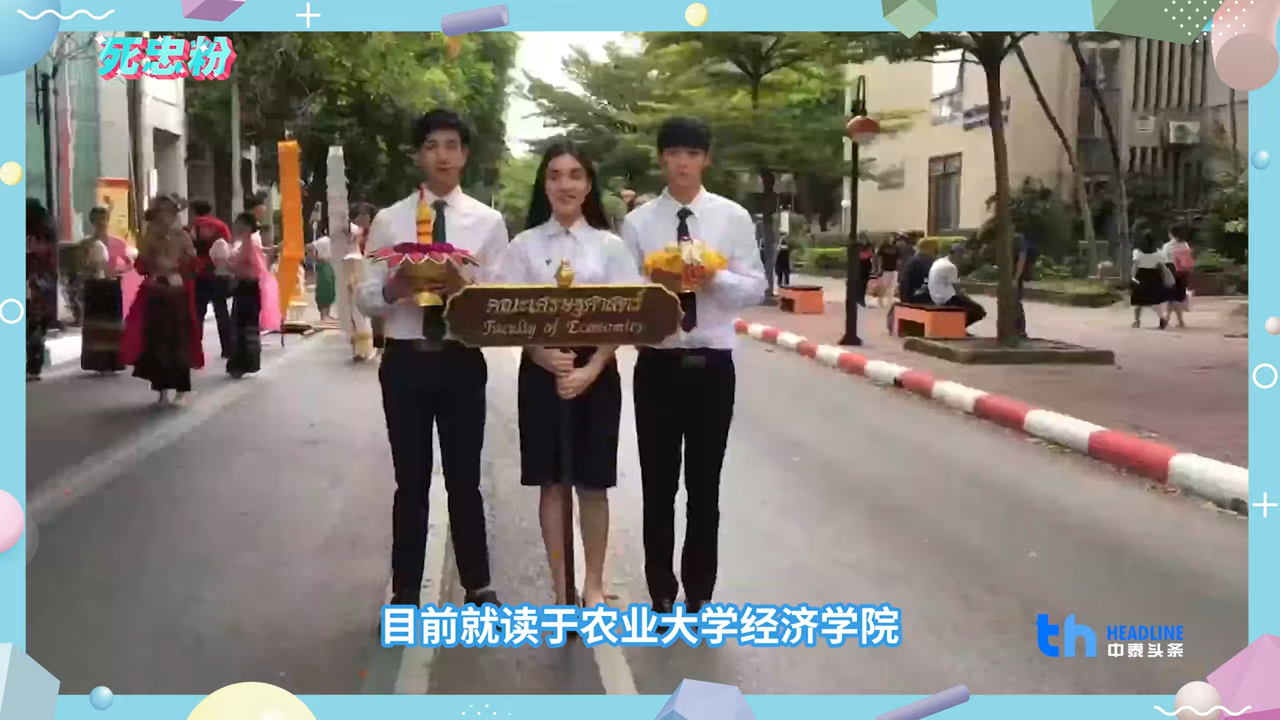 死忠粉
คณะเศรษฐศาสตร์
Faculty of Economics
目前就读于农业大学经济学院
th HEADLINE
中泰头条